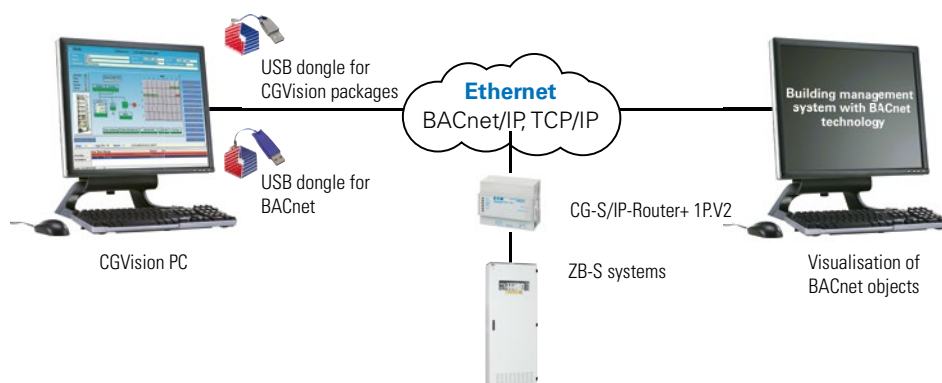 USB dongle for
CGVision packages
Ethernet
BACnet/IP, TCP/IP
Building management
system with BACnet
technology
USB dongle for
BACnet
CG-S/IP-Router+ 1P.V2
CGVision PC
ZB-S systems
Visualisation of
BACnet objects